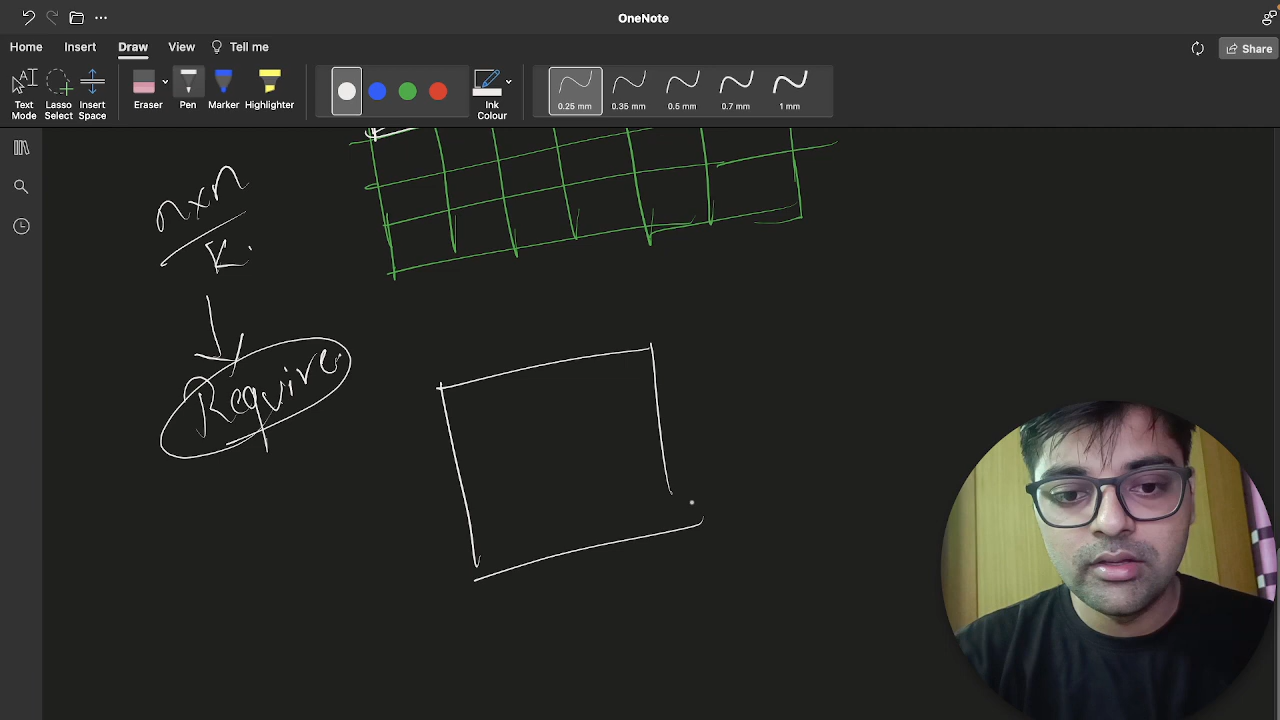 OneNote
Home Insert Draw View Tell me
Share
Text Mode
Lasso Select
Insert Space
Eraser
Pen
Marker
Highlighter
Ink Colour
0.25 mm
0.35 mm
0.5 mm
0.7 mm
1 mm
n×n
K
Require